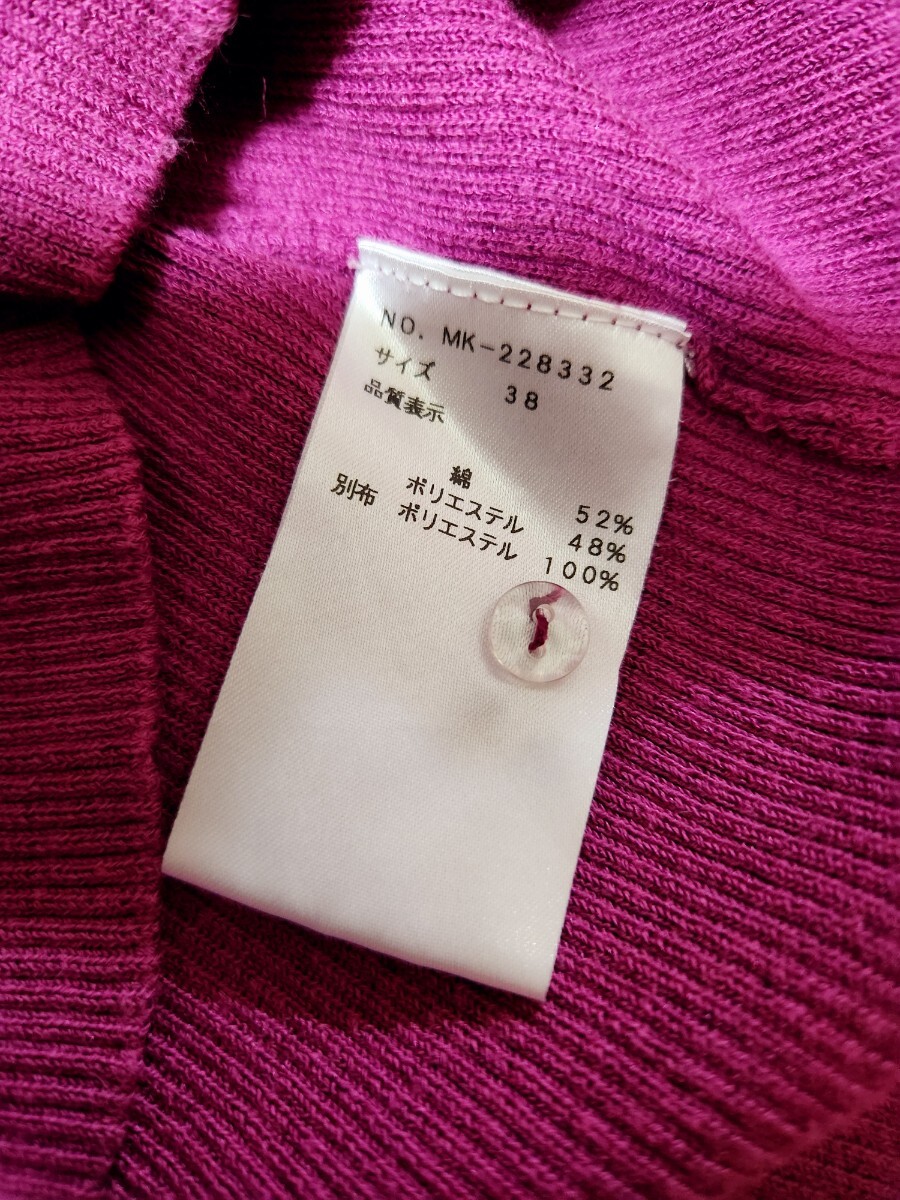 NO. MK-228332
サイズ 38
品質表示
綿 52%
ポリエステル 48%
別布 ポリエステル 100%